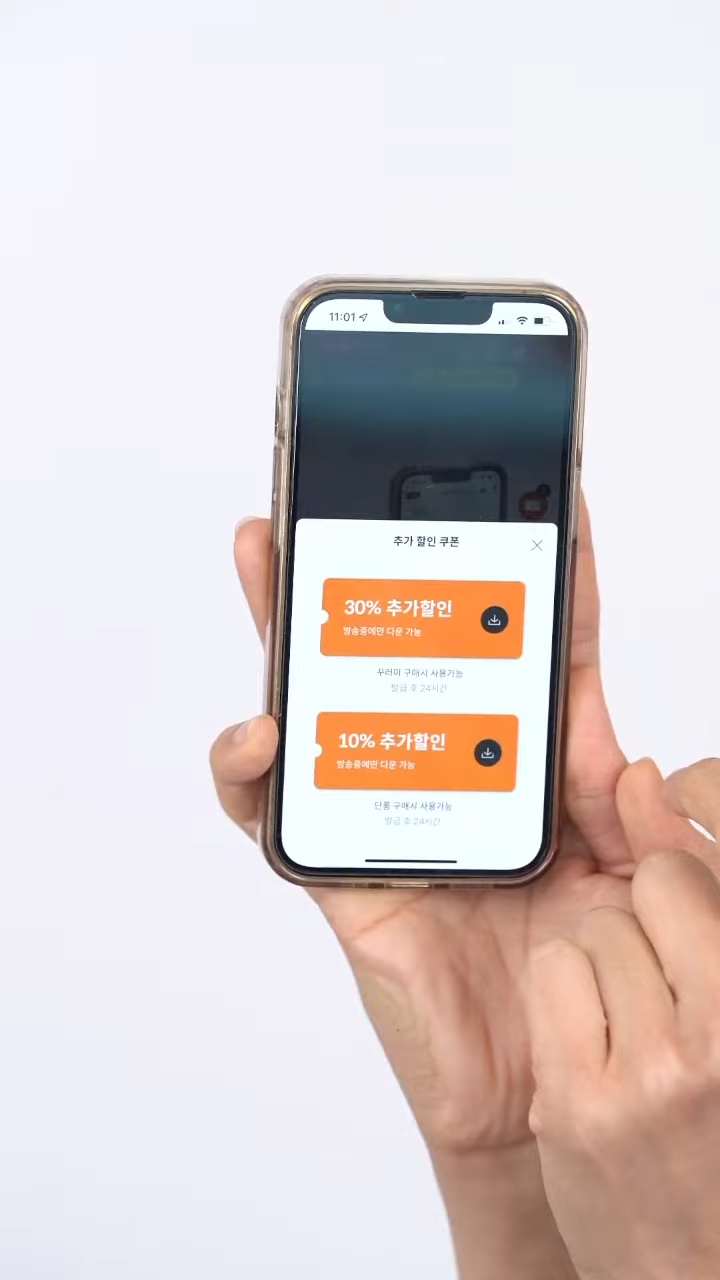 11:01
추가 할인 쿠폰
30% 추가할인
방송중에만 다운 가능
꾸러미 구매시 사용가능
발급 후 24시간
10% 추가할인
방송중에만 다운 가능
단품 구매시 사용가능
발급 후 24시간